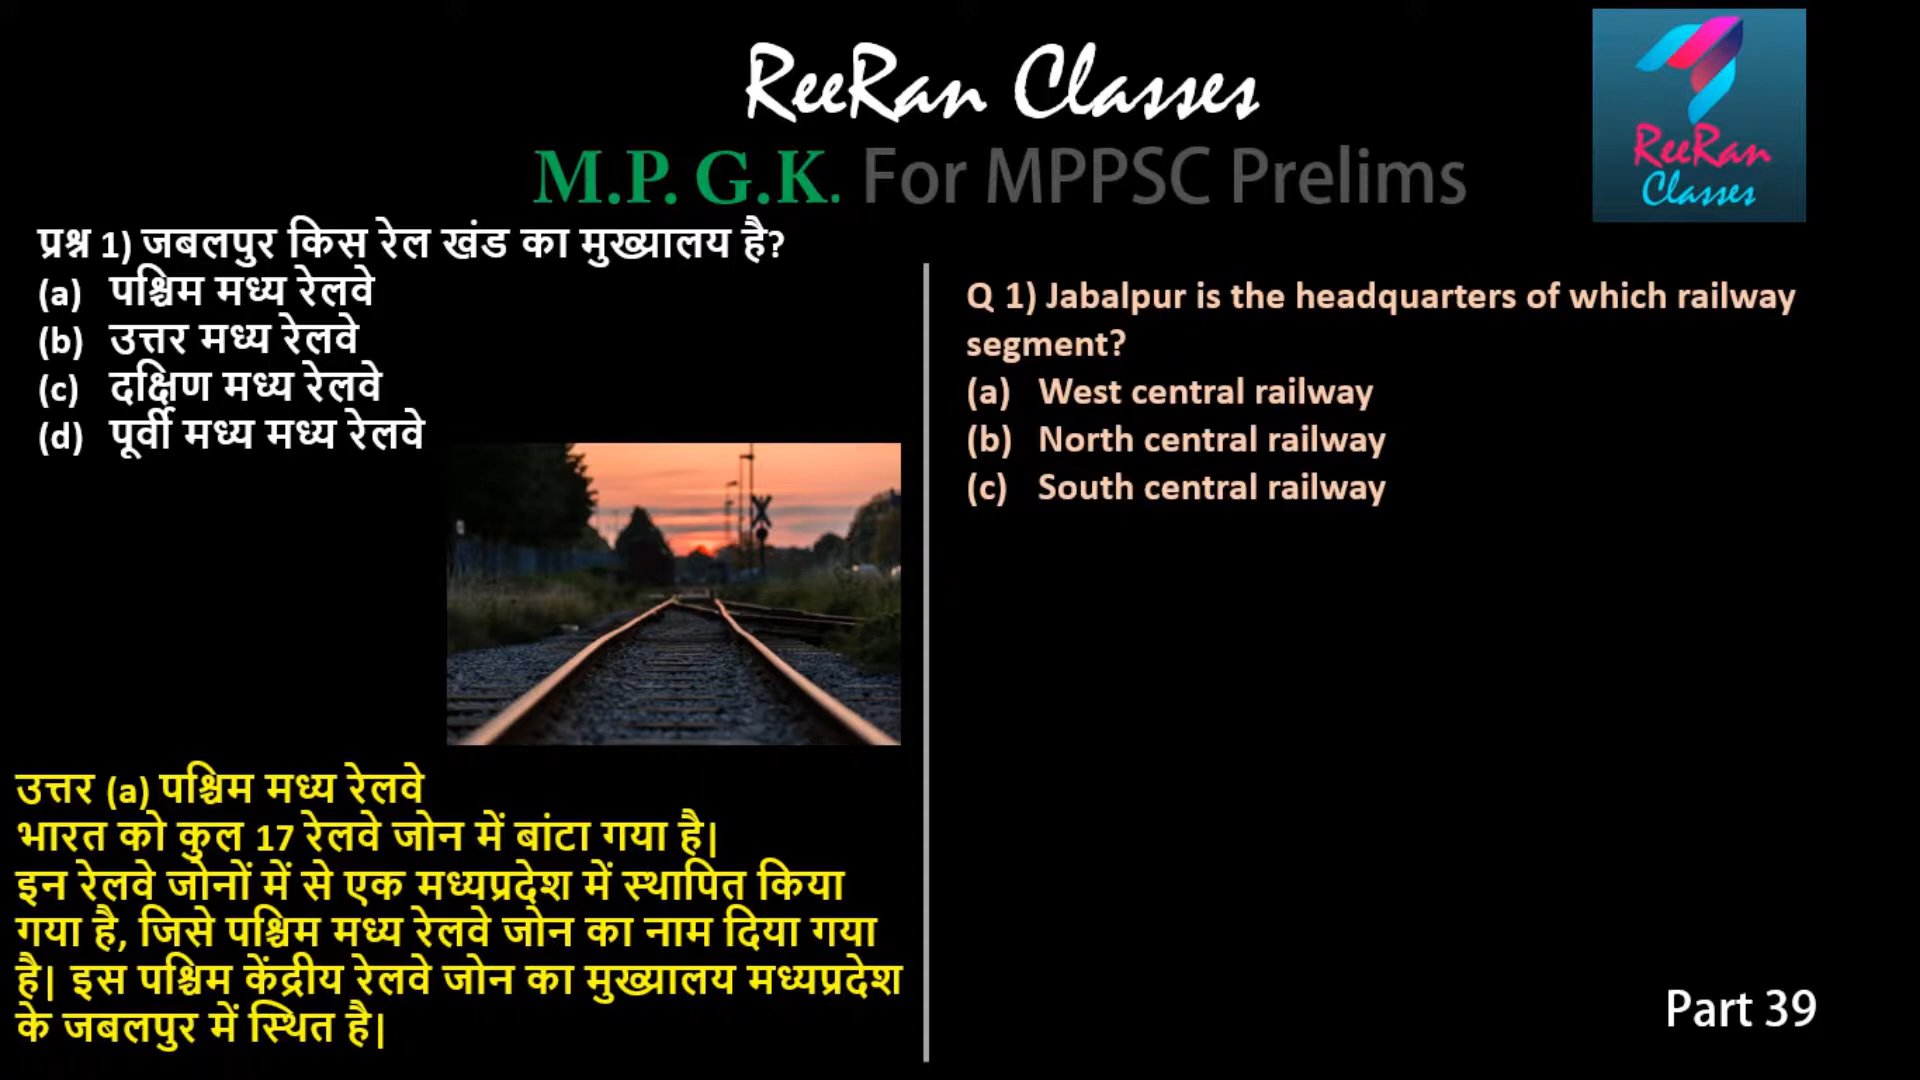 ReeRan Classes
ReeRan
Classes
M.P. G.K. For MPPSC Prelims
प्रश्न 1) जबलपुर किस रेल खंड का मुख्यालय है?
(a) पश्चिम मध्य रेलवे
(b) उत्तर मध्य रेलवे
(c) दक्षिण मध्य रेलवे
(d) पूर्वी मध्य मध्य रेलवे
उत्तर (a) पश्चिम मध्य रेलवे
भारत को कुल 17 रेलवे जोन में बांटा गया है|
इन रेलवे जोनों में से एक मध्यप्रदेश में स्थापित किया
गया है, जिसे पश्चिम मध्य रेलवे जोन का नाम दिया गया
है| इस पश्चिम केंद्रीय रेलवे जोन का मुख्यालय मध्यप्रदेश
के जबलपुर में स्थित है|
Q 1) Jabalpur is the headquarters of which railway
segment?
(a) West central railway
(b) North central railway
(c) South central railway
Part 39